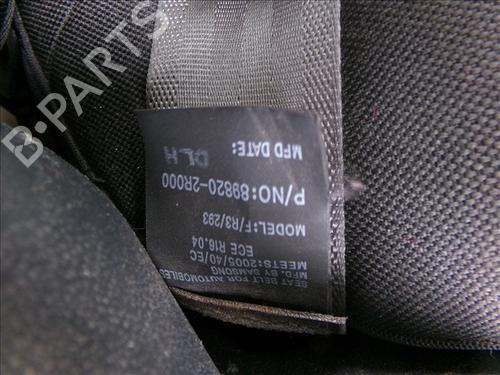 SEAT BELT FOR AUTOMOBILES
MFD. BY SAMSONG
MEETS:2005/40/EC
ECE R16.04
MODEL:F/R3/293
P/NO:89820-2R000
MFD DATE:
DLH
B-PARTS